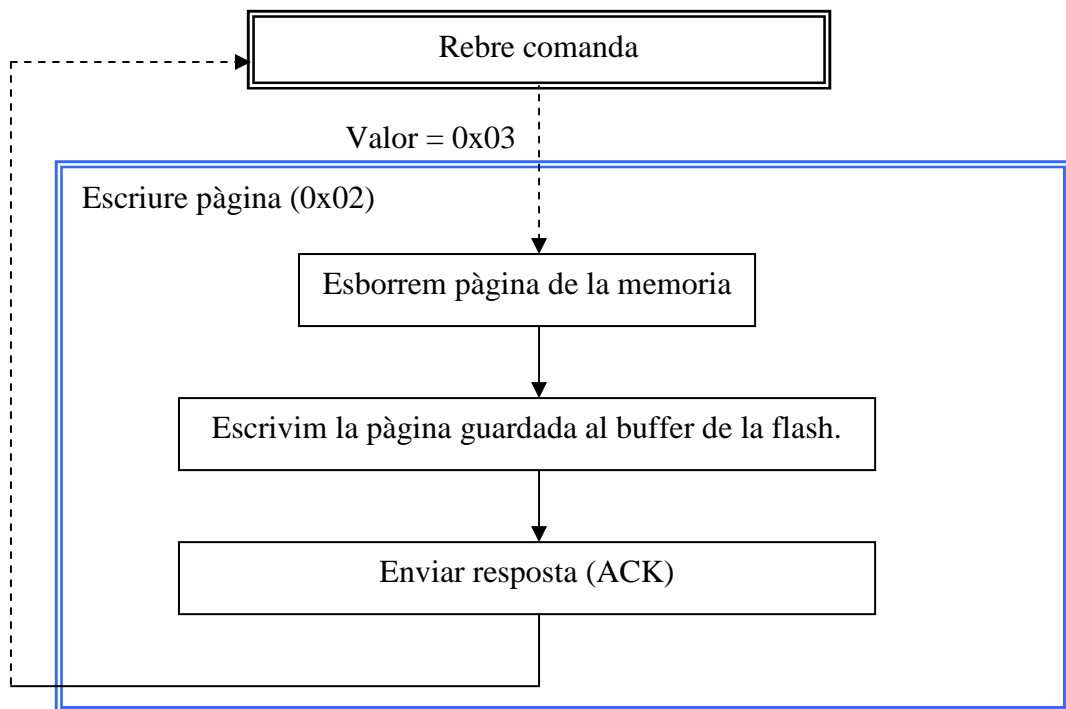 Rebre comanda
Valor = 0x03
Escriure pàgina (0x02)
Esborrem pàgina de la memoria
Escrivim la pàgina guardada al buffer de la flash.
Enviar resposta (ACK)